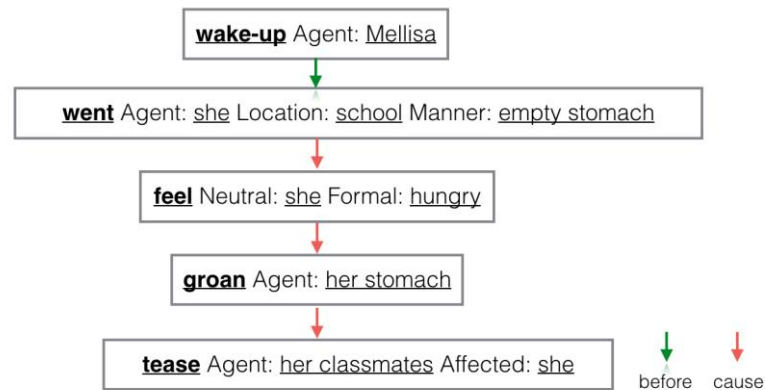 wake-up Agent: Mellisa
went Agent: she Location: school Manner: empty stomach
feel Neutral: she Formal: hungry
groan Agent: her stomach
tease Agent: her classmates Affected: she
before cause